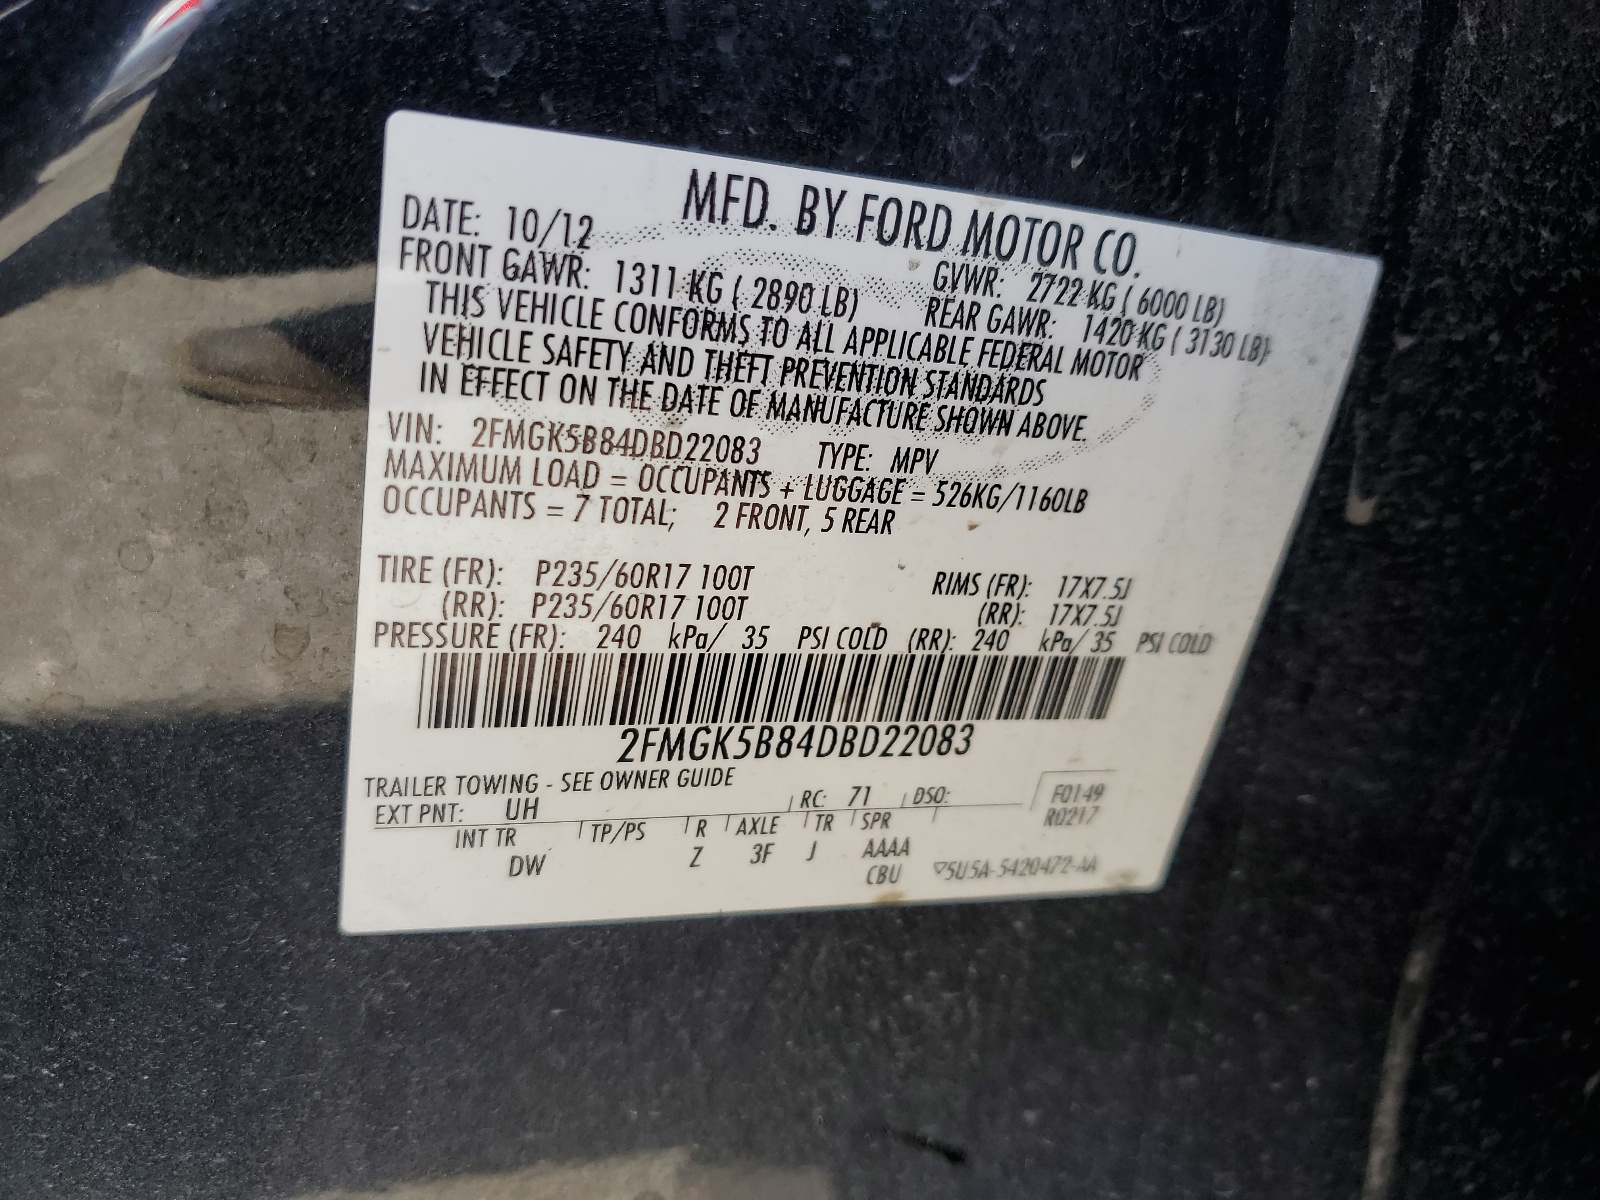 MFD. BY FORD MOTOR CO.
DATE: 10/12 GVWR: 2722 KG ( 6000 LB)
FRONT GAWR: 1311 KG ( 2890 LB) REAR GAWR: 1420 KG ( 3130 LB)
THIS VEHICLE CONFORMS TO ALL APPLICABLE FEDERAL MOTOR
VEHICLE SAFETY AND THEFT PREVENTION STANDARDS
IN EFFECT ON THE DATE OF MANUFACTURE SHOWN ABOVE.
VIN: 2FMGK5B84DBD22083 TYPE: MPV
MAXIMUM LOAD = OCCUPANTS + LUGGAGE = 526KG/1160LB
OCCUPANTS = 7 TOTAL; 2 FRONT, 5 REAR
TIRE (FR): P235/60R17 100T RIMS (FR): 17X7.5J
(RR): P235/60R17 100T (RR): 17X7.5J
PRESSURE (FR): 240 kPa/ 35 PSI COLD (RR): 240 kPa/ 35 PSI COLD
2FMGK5B84DBD22083
TRAILER TOWING - SEE OWNER GUIDE
EXT PNT: UH RC: 71 DSO: F0149
R0217
INT TR TP/PS R AXLE TR SPR
DW Z 3F J AAAA
CBU 5U5A-5420472-AA